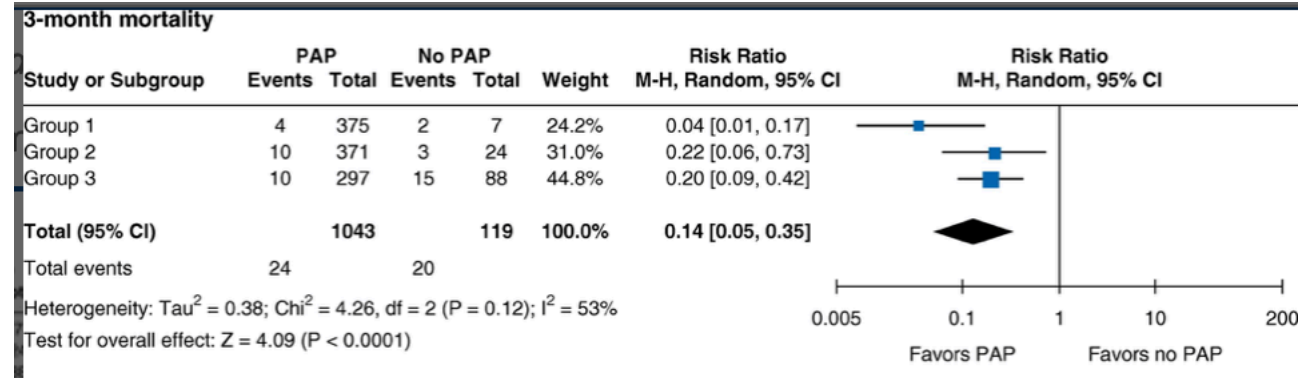 3-month mortality
PAP No PAP Risk Ratio Risk Ratio
Study or Subgroup Events Total Events Total Weight M-H, Random, 95% CI M-H, Random, 95% CI
Group 1 4 375 2 7 24.2% 0.04 [0.01, 0.17]
Group 2 10 371 3 24 31.0% 0.22 [0.06, 0.73]
Group 3 10 297 15 88 44.8% 0.20 [0.09, 0.42]
Total (95% CI) 1043 119 100.0% 0.14 [0.05, 0.35]
Total events 24 20
Heterogeneity: Tau² = 0.38; Chi² = 4.26, df = 2 (P = 0.12); I² = 53%
Test for overall effect: Z = 4.09 (P < 0.0001)
0.005 0.1 1 10 200
Favors PAP Favors no PAP